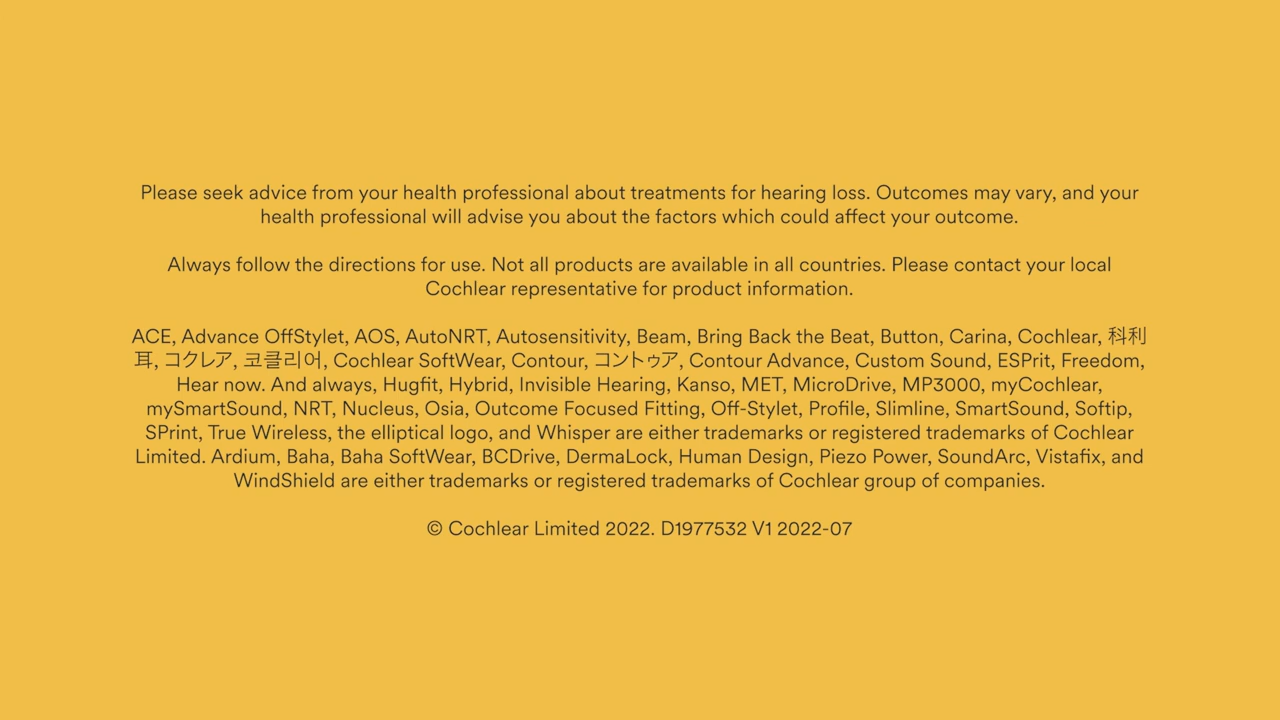 Please seek advice from your health professional about treatments for hearing loss. Outcomes may vary, and your
health professional will advise you about the factors which could affect your outcome.
Always follow the directions for use. Not all products are available in all countries. Please contact your local
Cochlear representative for product information.
ACE, Advance OffStylet, AOS, AutoNRT, Autosensitivity, Beam, Bring Back the Beat, Button, Carina, Cochlear, 科利
耳, コクレア, 코클리어, Cochlear SoftWear, Contour, コントゥア, Contour Advance, Custom Sound, ESPrit, Freedom,
Hear now. And always, Hugfit, Hybrid, Invisible Hearing, Kanso, MET, MicroDrive, MP3000, myCochlear,
mySmartSound, NRT, Nucleus, Osia, Outcome Focused Fitting, Off-Stylet, Profile, Slimline, SmartSound, Softip,
SPrint, True Wireless, the elliptical logo, and Whisper are either trademarks or registered trademarks of Cochlear
Limited. Ardium, Baha, Baha SoftWear, BCDrive, DermaLock, Human Design, Piezo Power, SoundArc, Vistafix, and
WindShield are either trademarks or registered trademarks of Cochlear group of companies.
© Cochlear Limited 2022. D1977532 V1 2022-07